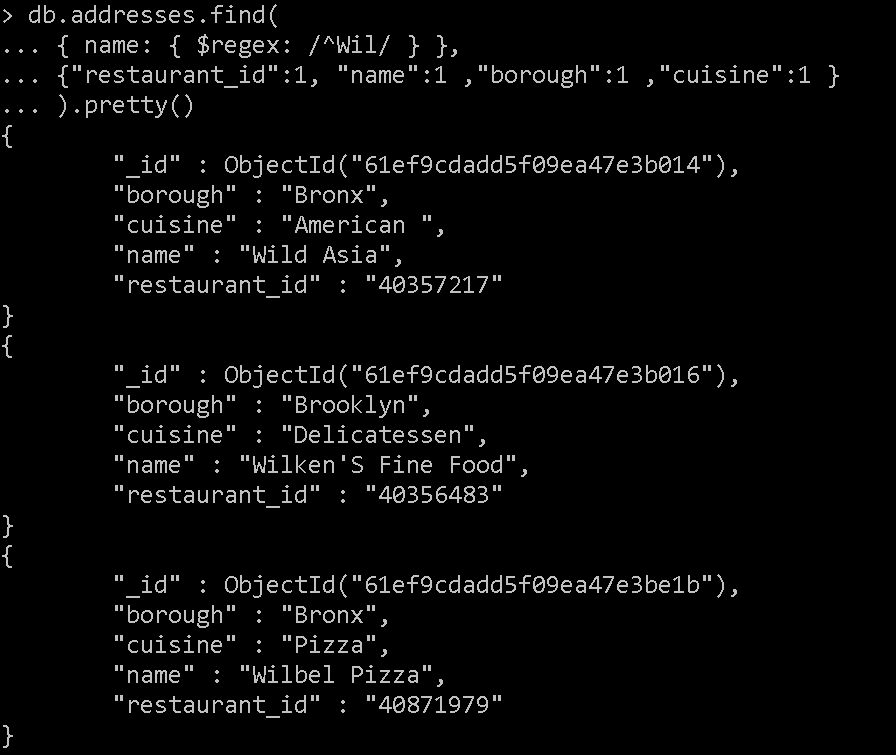 > db.addresses.find(
... { name: { $regex: /^Wil/ } },
... {"restaurant_id":1, "name":1 ,"borough":1 ,"cuisine":1 }
... ).pretty()
{
        "_id" : ObjectId("61ef9cdadd5f09ea47e3b014"),
        "borough" : "Bronx",
        "cuisine" : "American ",
        "name" : "Wild Asia",
        "restaurant_id" : "40357217"
}
{
        "_id" : ObjectId("61ef9cdadd5f09ea47e3b016"),
        "borough" : "Brooklyn",
        "cuisine" : "Delicatessen",
        "name" : "Wilken'S Fine Food",
        "restaurant_id" : "40356483"
}
{
        "_id" : ObjectId("61ef9cdadd5f09ea47e3be1b"),
        "borough" : "Bronx",
        "cuisine" : "Pizza",
        "name" : "Wilbel Pizza",
        "restaurant_id" : "40871979"
}